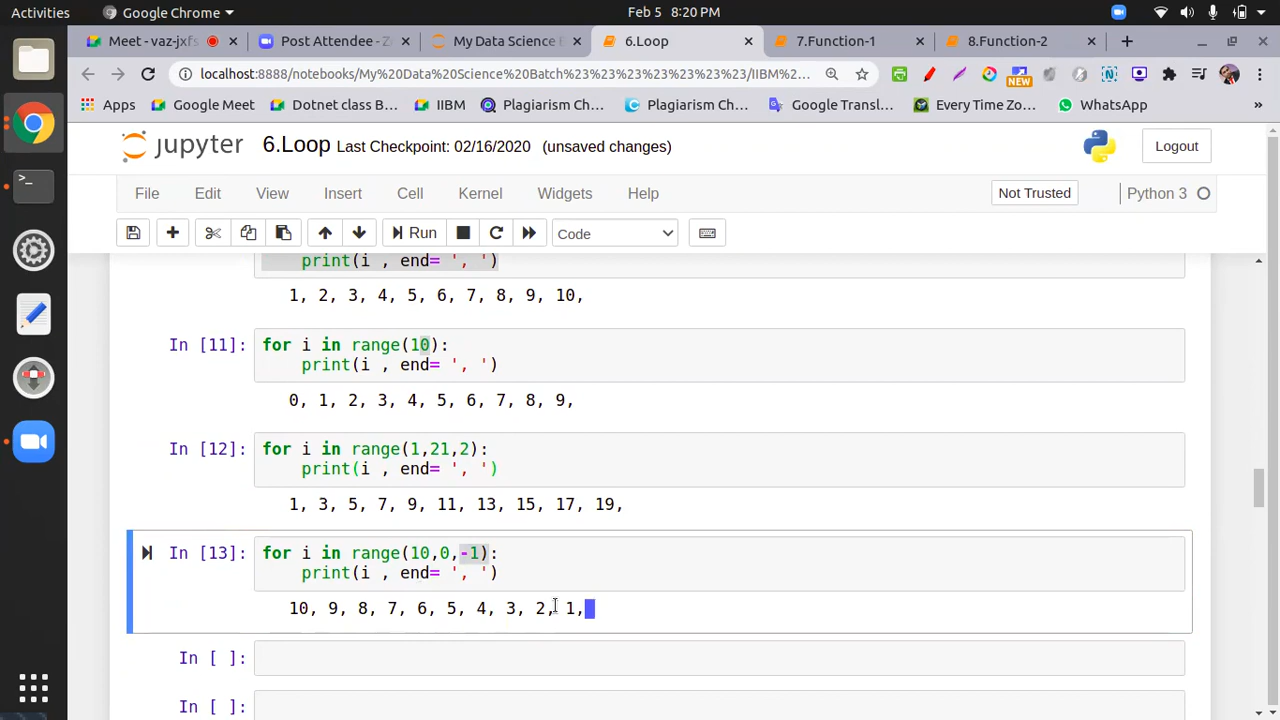 Activities
Google Chrome
Feb 5 8:20 PM
Meet - vaz-jxfs
Post Attendee - Z
My Data Science B
6.Loop
7.Function-1
8.Function-2
localhost:8888/notebooks/My%20Data%20Science%20Batch%23%23%23%23%23%23%23/IIBM%2...
NEW
Apps
Google Meet
Dotnet class B...
IIBM
Plagiarism Ch...
Plagiarism Ch...
Google Transl...
Every Time Zo...
WhatsApp
»
jupyter 6.Loop Last Checkpoint: 02/16/2020 (unsaved changes)
Logout
File Edit View Insert Cell Kernel Widgets Help
Not Trusted
Python 3
Run
Code
print(i , end= ', ')
1, 2, 3, 4, 5, 6, 7, 8, 9, 10,
In [11]: for i in range(10):
print(i , end= ', ')
0, 1, 2, 3, 4, 5, 6, 7, 8, 9,
In [12]: for i in range(1,21,2):
print(i , end= ', ')
1, 3, 5, 7, 9, 11, 13, 15, 17, 19,
In [13]: for i in range(10,0,-1):
print(i , end= ', ')
10, 9, 8, 7, 6, 5, 4, 3, 2, 1,
In [ ]:
In [ ]: